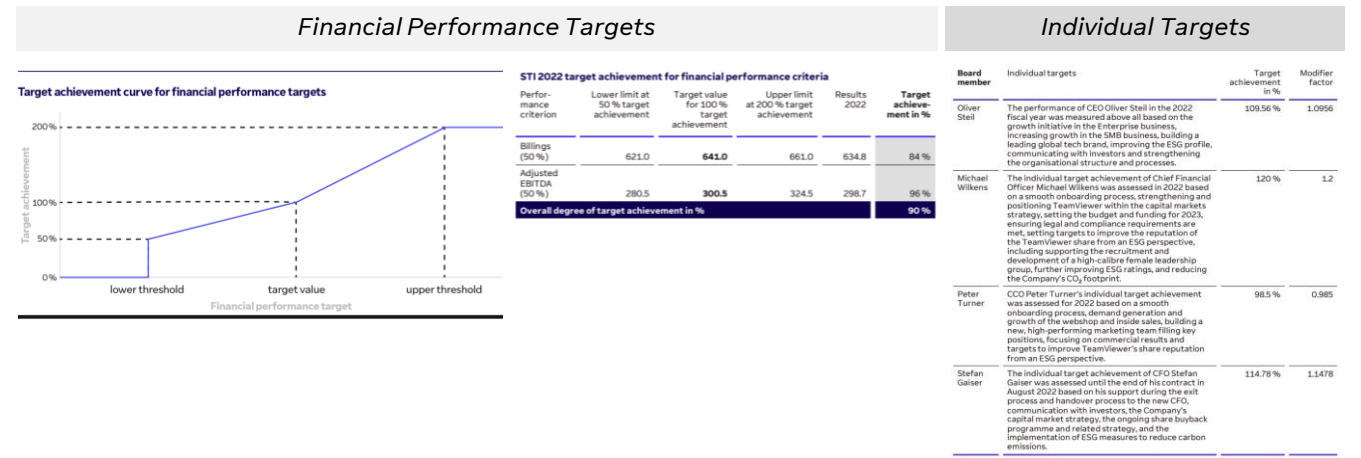 Financial Performance Targets
Individual Targets
Target achievement curve for financial performance targets
200%
100%
50%
0%
Target achievement
lower threshold
target value
upper threshold
Financial performance target
STI 2022 target achievement for financial performance criteria
Perfor-
mance
criterion
Lower limit at
50 % target
achievement
Target value
for 100 %
target
achievement
Upper limit
at 200 % target
achievement
Results
2022
Target
achieve-
ment in %
Billings
(50 %)
621.0
641.0
661.0
634.8
84 %
Adjusted
EBITDA
(50 %)
280.5
300.5
324.5
298.7
96 %
Overall degree of target achievement in %
90 %
Board
member
Individual targets
Target
achievement
in %
Modifier
factor
Oliver
Steil
The performance of CEO Oliver Steil in the 2022
fiscal year was measured above all based on the
growth initiative in the Enterprise business,
increasing growth in the SMB business, building a
leading global tech brand, improving the ESG profile,
communicating with investors and strengthening
the organisational structure and processes.
109.56 %
1.0956
Michael
Wilkens
The individual target achievement of Chief Financial
Officer Michael Wilkens was assessed in 2022 based
on a smooth onboarding process, strengthening and
positioning TeamViewer within the capital markets
strategy, setting the budget and funding for 2023,
ensuring legal and compliance requirements are
met, setting targets to improve the reputation of
the TeamViewer share from an ESG perspective,
including supporting the recruitment and
development of a high-calibre female leadership
group, further improving ESG ratings, and reducing
the Company's CO₂ footprint.
120 %
1.2
Peter
Turner
CCO Peter Turner's individual target achievement
was assessed for 2022 based on a smooth
onboarding process, demand generation and
growth of the webshop and inside sales, building a
new, high-performing marketing team filling key
positions, focusing on commercial results and
targets to improve TeamViewer's share reputation
from an ESG perspective.
98.5 %
0.985
Stefan
Gaiser
The individual target achievement of CFO Stefan
Gaiser was assessed until the end of his contract in
August 2022 based on his support during the exit
process and handover process to the new CFO,
communication with investors, the Company's
capital market strategy, the ongoing share buyback
programme and related strategy, and the
implementation of ESG measures to reduce carbon
emissions.
114.78 %
1.1478